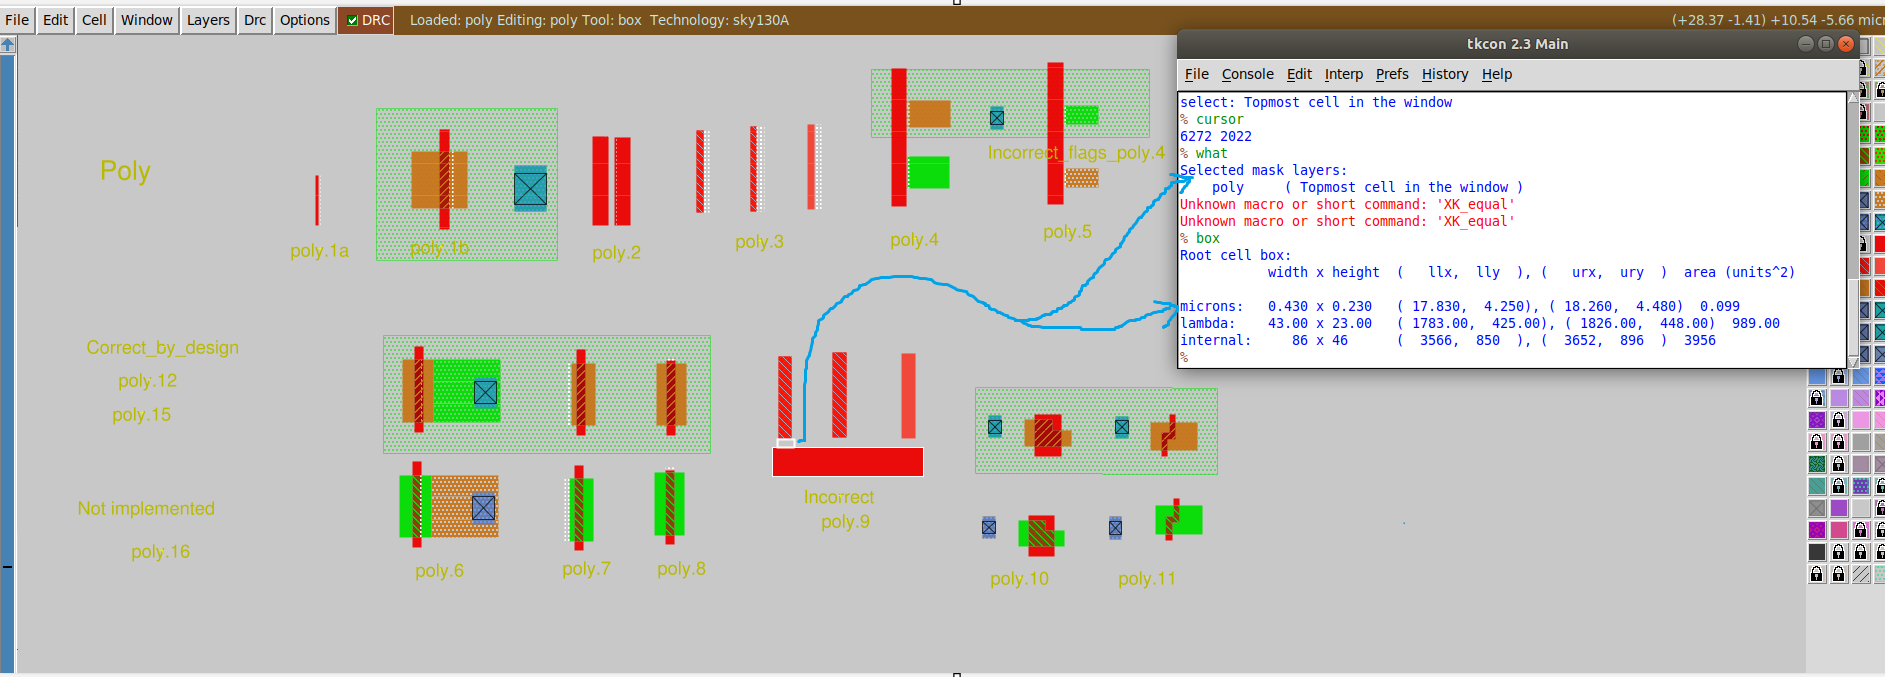 File Edit Cell Window Layers Drc Options DRC Loaded: poly Editing: poly Tool: box Technology: sky130A (+28.37 -1.41) +10.54 -5.66 micr
tkcon 2.3 Main
File Console Edit Interp Prefs History Help
select: Topmost cell in the window
% cursor
6272 2022
% what
Selected mask layers:
poly ( Topmost cell in the window )
Unknown macro or short command: 'XK_equal'
Unknown macro or short command: 'XK_equal'
% box
Root cell box:
width x height ( llx, lly ), ( urx, ury ) area (units^2)
microns: 0.430 x 0.230 ( 17.830, 4.250), ( 18.260, 4.480) 0.099
lambda: 43.00 x 23.00 ( 1783.00, 425.00), ( 1826.00, 448.00) 989.00
internal: 86 x 46 ( 3566, 850 ), ( 3652, 896 ) 3956
%
Poly
Incorrect_flags_poly.4
poly.1a
poly.1b
poly.2
poly.3
poly.4
poly.5
Correct_by_design
poly.12
poly.15
Not implemented
poly.16
poly.6
poly.7
poly.8
Incorrect
poly.9
poly.10
poly.11